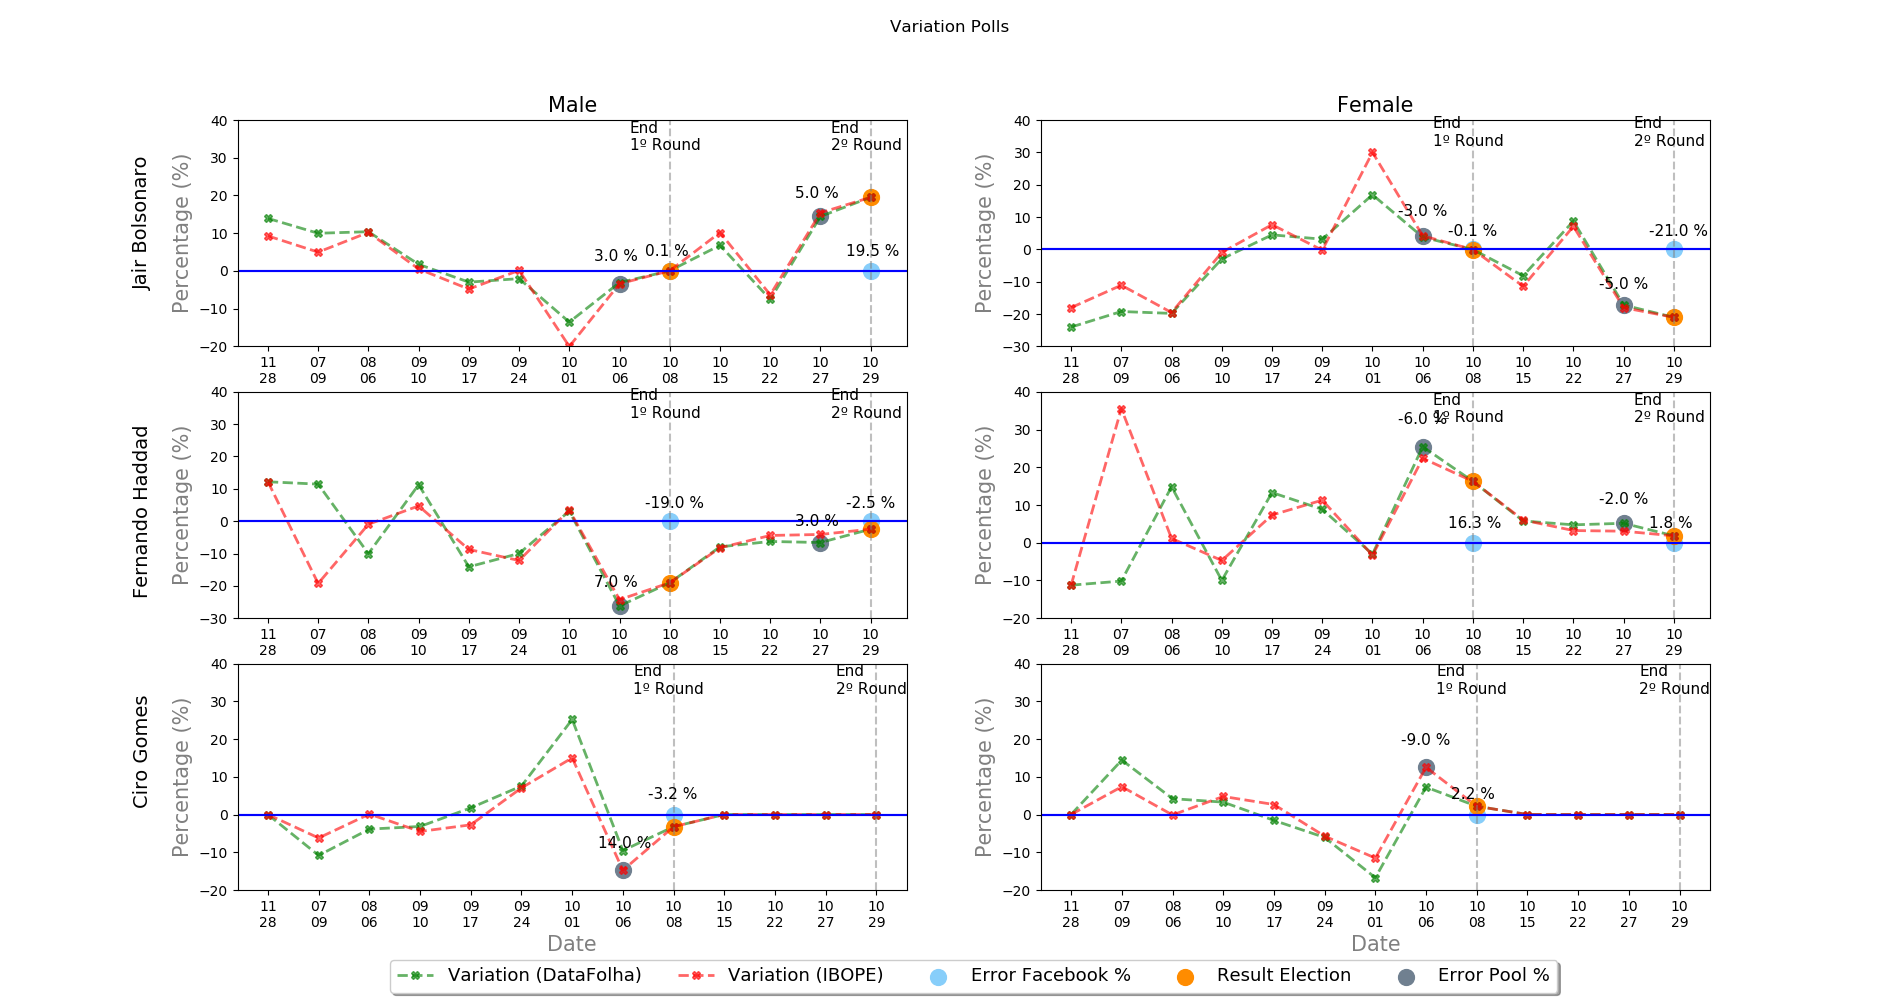 Variation Polls
Male
Female
Jair Bolsonaro
Percentage (%)
40
30
20
10
0
−10
−20
End
1º Round
End
2º Round
3.0 %
0.1 %
5.0 %
19.5 %
11 07 08 09 09 09 10 10 10 10 10 10 10
28 09 06 10 17 24 01 06 08 15 22 27 29
Percentage (%)
40
30
20
10
0
−10
−20
−30
End
1º Round
End
2º Round
-3.0 %
-0.1 %
-5.0 %
-21.0 %
11 07 08 09 09 09 10 10 10 10 10 10 10
28 09 06 10 17 24 01 06 08 15 22 27 29
Fernando Haddad
Percentage (%)
40
30
20
10
0
−10
−20
−30
End
1º Round
End
2º Round
7.0 %
-19.0 %
3.0 %
-2.5 %
11 07 08 09 09 09 10 10 10 10 10 10 10
28 09 06 10 17 24 01 06 08 15 22 27 29
Percentage (%)
40
30
20
10
0
−10
−20
End
1º Round
End
2º Round
-6.0 %
16.3 %
-2.0 %
1.8 %
11 07 08 09 09 09 10 10 10 10 10 10 10
28 09 06 10 17 24 01 06 08 15 22 27 29
Ciro Gomes
Percentage (%)
40
30
20
10
0
−10
−20
End
1º Round
End
2º Round
14.0 %
-3.2 %
11 07 08 09 09 09 10 10 10 10 10 10 10
28 09 06 10 17 24 01 06 08 15 22 27 29
Date
Percentage (%)
40
30
20
10
0
−10
−20
End
1º Round
End
2º Round
-9.0 %
2.2 %
11 07 08 09 09 09 10 10 10 10 10 10 10
28 09 06 10 17 24 01 06 08 15 22 27 29
Date
Variation (DataFolha) Variation (IBOPE) Error Facebook % Result Election Error Pool %